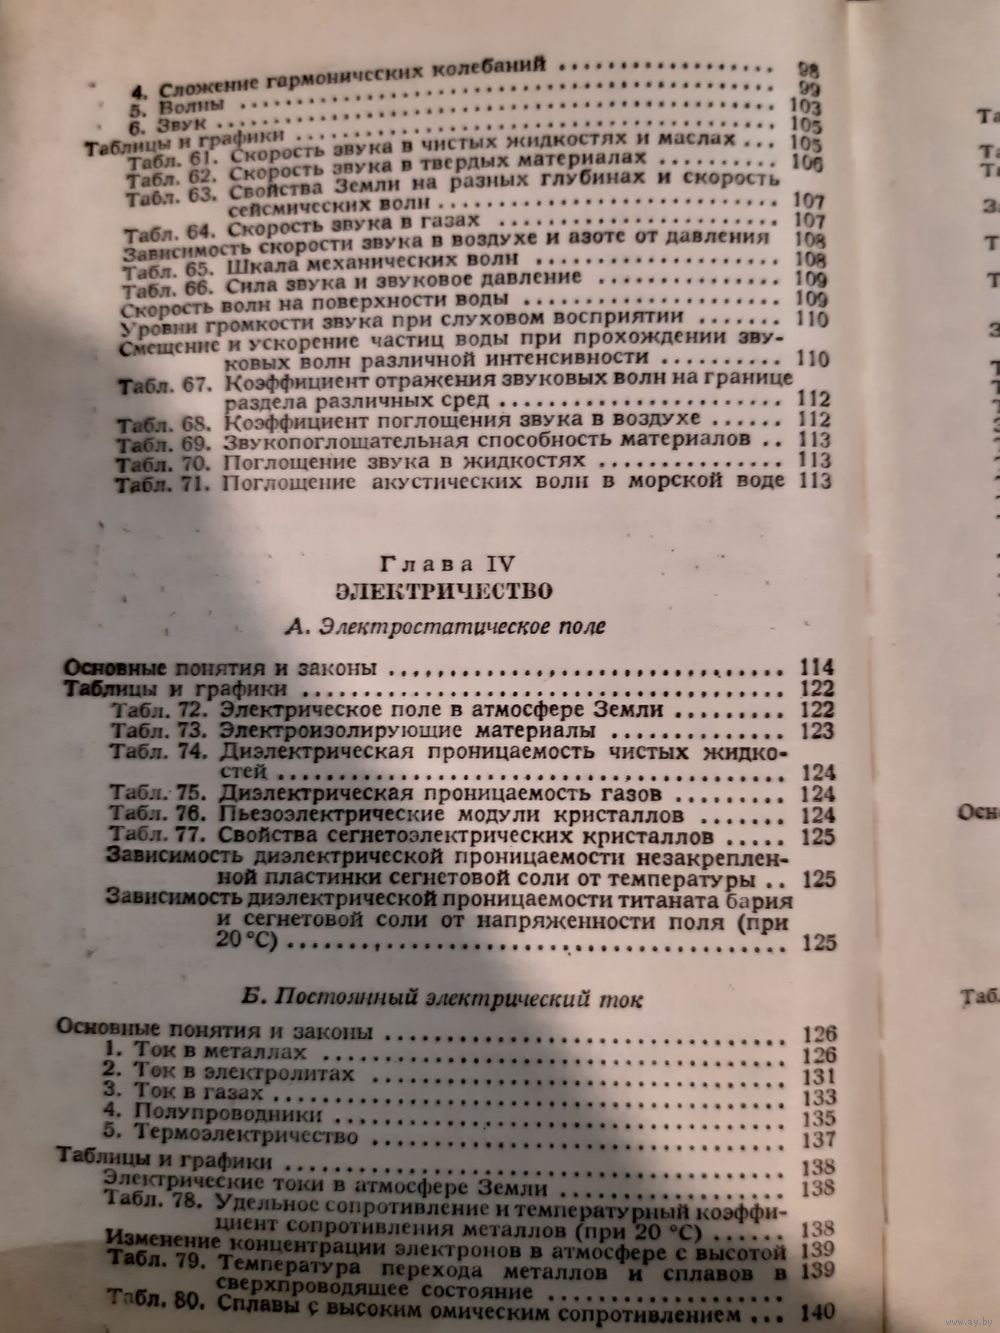 4. Сложение гармонических колебаний .................. 98
5. Волны .................. 99
6. Звук .................. 103
Таблицы и графики .................. 105
Табл. 61. Скорость звука в чистых жидкостях и маслах ... 105
Табл. 62. Скорость звука в твердых материалах .......... 106
Табл. 63. Свойства Земли на разных глубинах и скорость
сейсмических волн .................. 107
Табл. 64. Скорость звука в газах .................. 107
Зависимость скорости звука в воздухе и азоте от давления 108
Табл. 65. Шкала механических волн .................. 108
Табл. 66. Сила звука и звуковое давление ............. 109
Скорость волн на поверхности воды .................. 109
Уровни громкости звука при слуховом восприятии ....... 110
Смещение и ускорение частиц воды при прохождении зву-
ковых волн различной интенсивности .......... 110
Табл. 67. Коэффициент отражения звуковых волн на границе
раздела различных сред .................. 112
Табл. 68. Коэффициент поглощения звука в воздухе ...... 112
Табл. 69. Звукопоглощательная способность материалов .. 113
Табл. 70. Поглощение звука в жидкостях .............. 113
Табл. 71. Поглощение акустических волн в морской воде 113
Глава IV
ЭЛЕКТРИЧЕСТВО
А. Электростатическое поле
Основные понятия и законы .................. 114
Таблицы и графики .................. 122
Табл. 72. Электрическое поле в атмосфере Земли ......... 122
Табл. 73. Электроизолирующие материалы ............. 123
Табл. 74. Диэлектрическая проницаемость чистых жидко-
стей .................. 124
Табл. 75. Диэлектрическая проницаемость газов ......... 124
Табл. 76. Пьезоэлектрические модули кристаллов ....... 124
Табл. 77. Свойства сегнетоэлектрических кристаллов ..... 125
Зависимость диэлектрической проницаемости незакреплен-
ной пластинки сегнетовой соли от температуры .. 125
Зависимость диэлектрической проницаемости титаната бария
и сегнетовой соли от напряженности поля (при
20 °С) .................. 125
Б. Постоянный электрический ток
Основные понятия и законы .................. 126
1. Ток в металлах .................. 126
2. Ток в электролитах .................. 131
3. Ток в газах .................. 133
4. Полупроводники .................. 135
5. Термоэлектричество .................. 137
Таблицы и графики .................. 138
Электрические токи в атмосфере Земли .................. 138
Табл. 78. Удельное сопротивление и температурный коэффи-
циент сопротивления металлов (при 20 °С) ...... 138
Изменение концентрации электронов в атмосфере с высотой 139
Табл. 79. Температура перехода металлов и сплавов в
сверхпроводящее состояние .................. 139
Табл. 80. Сплавы с высоким омическим сопротивлением ... 140
Та
З
Т
Т
З
Осн
Табл
www.ay.by